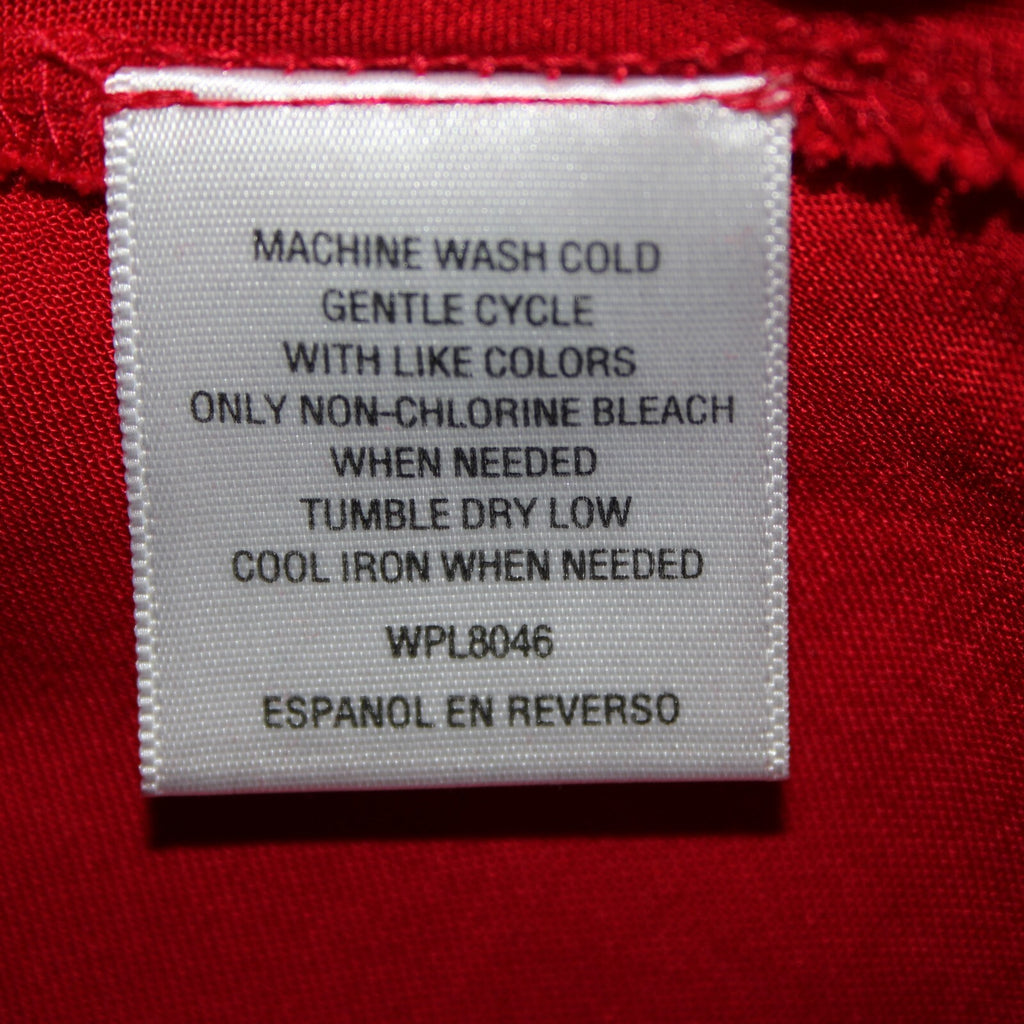 MACHINE WASH COLD
GENTLE CYCLE
WITH LIKE COLORS
ONLY NON-CHLORINE BLEACH
WHEN NEEDED
TUMBLE DRY LOW
COOL IRON WHEN NEEDED
WPL8046
ESPANOL EN REVERSO